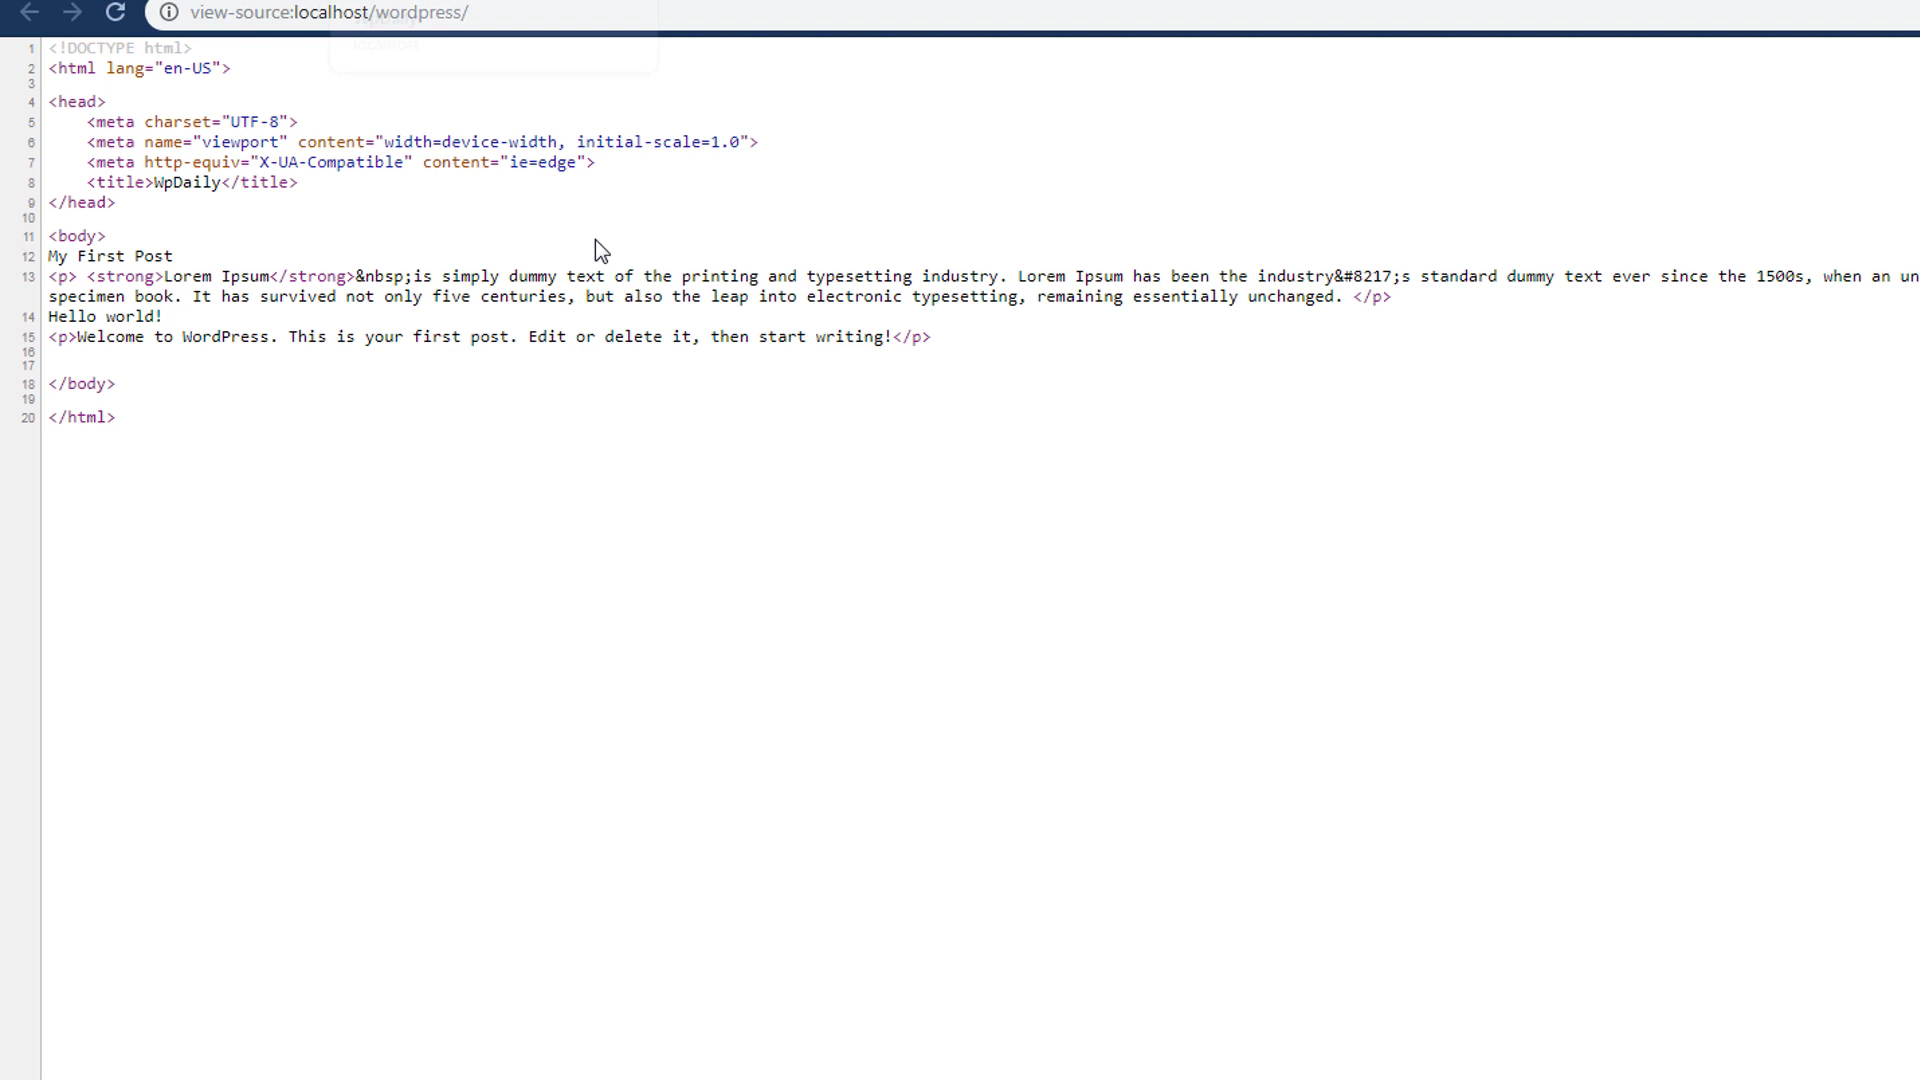 view-source:localhost/wordpress/
1 <!DOCTYPE html>
2 <html lang="en-US">
3
4 <head>
5 <meta charset="UTF-8">
6 <meta name="viewport" content="width=device-width, initial-scale=1.0">
7 <meta http-equiv="X-UA-Compatible" content="ie=edge">
8 <title>WpDaily</title>
9 </head>
10
11 <body>
12 My First Post
13 <p> <strong>Lorem Ipsum</strong>&nbsp;is simply dummy text of the printing and typesetting industry. Lorem Ipsum has been the industry&#8217;s standard dummy text ever since the 1500s, when an un
specimen book. It has survived not only five centuries, but also the leap into electronic typesetting, remaining essentially unchanged. </p>
14 Hello world!
15 <p>Welcome to WordPress. This is your first post. Edit or delete it, then start writing!</p>
16
17
18 </body>
19
20 </html>